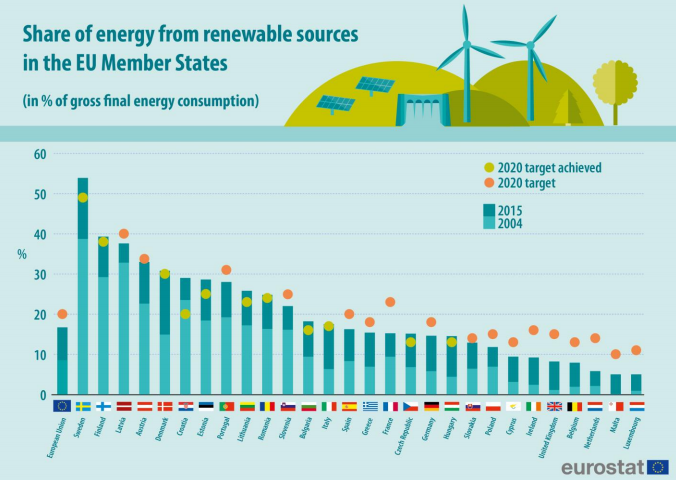 Share of energy from renewable sources
in the EU Member States
(in % of gross final energy consumption)
60
50
40
%
30
20
10
0
2020 target achieved
2020 target
2015
2004
European Union
Sweden
Finland
Latvia
Austria
Denmark
Croatia
Estonia
Portugal
Lithuania
Romania
Slovenia
Bulgaria
Italy
Spain
Greece
France
Czech Republic
Germany
Hungary
Slovakia
Poland
Cyprus
Ireland
United Kingdom
Belgium
Netherlands
Malta
Luxembourg
eurostat